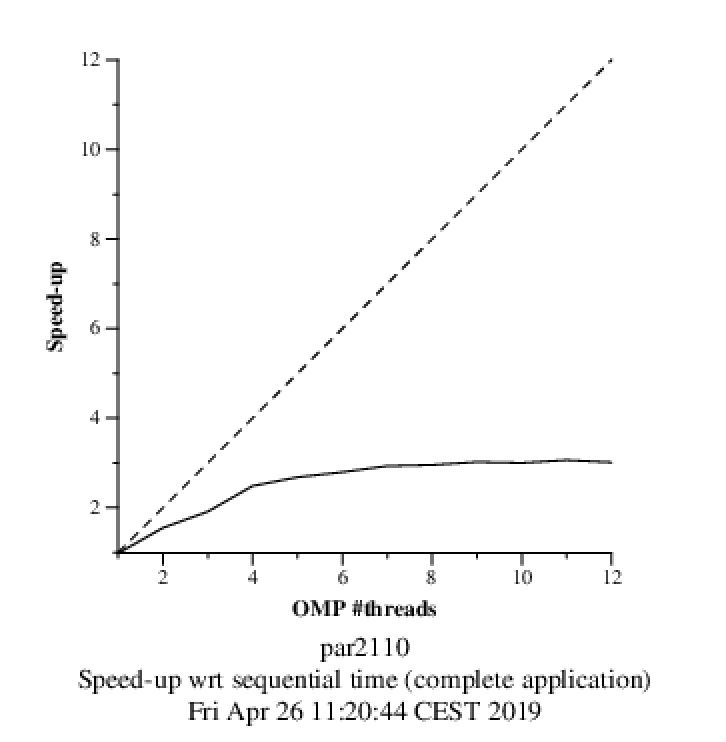 12
10
8
6
4
2
Speed-up
2 4 6 8 10 12
OMP #threads
par2110
Speed-up wrt sequential time (complete application)
Fri Apr 26 11:20:44 CEST 2019